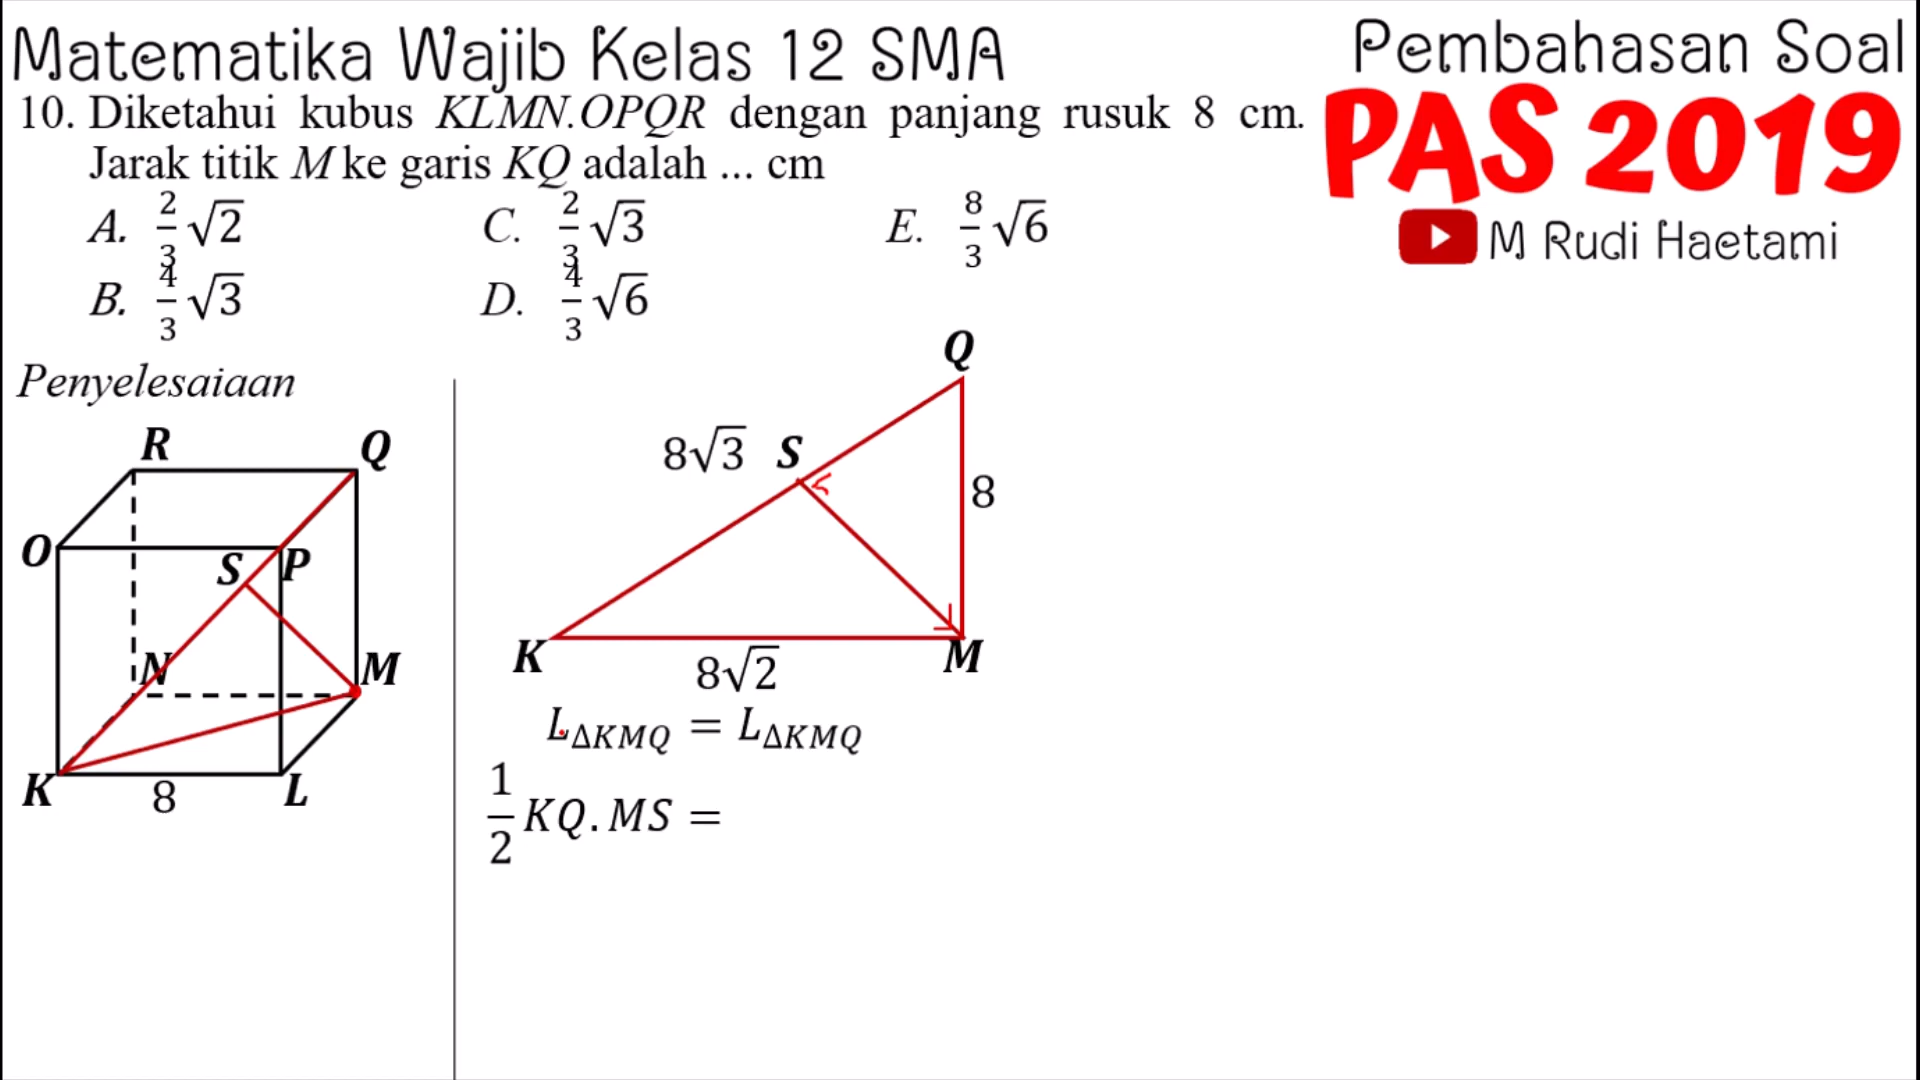 Matematika Wajib Kelas 12 SMA
Pembahasan Soal
PAS 2019
M Rudi Haetami
10. Diketahui kubus KLMN.OPQR dengan panjang rusuk 8 cm.
Jarak titik M ke garis KQ adalah ... cm
A. 2/3 √2
C. 2/3 √3
E. 8/3 √6
B. 4/3 √3
D. 4/3 √6
Penyelesaiaan
R Q
O S P
N M
K 8 L
Q
8√3 S
8
K 8√2 M
L△KMQ = L△KMQ
1/2 KQ.MS =